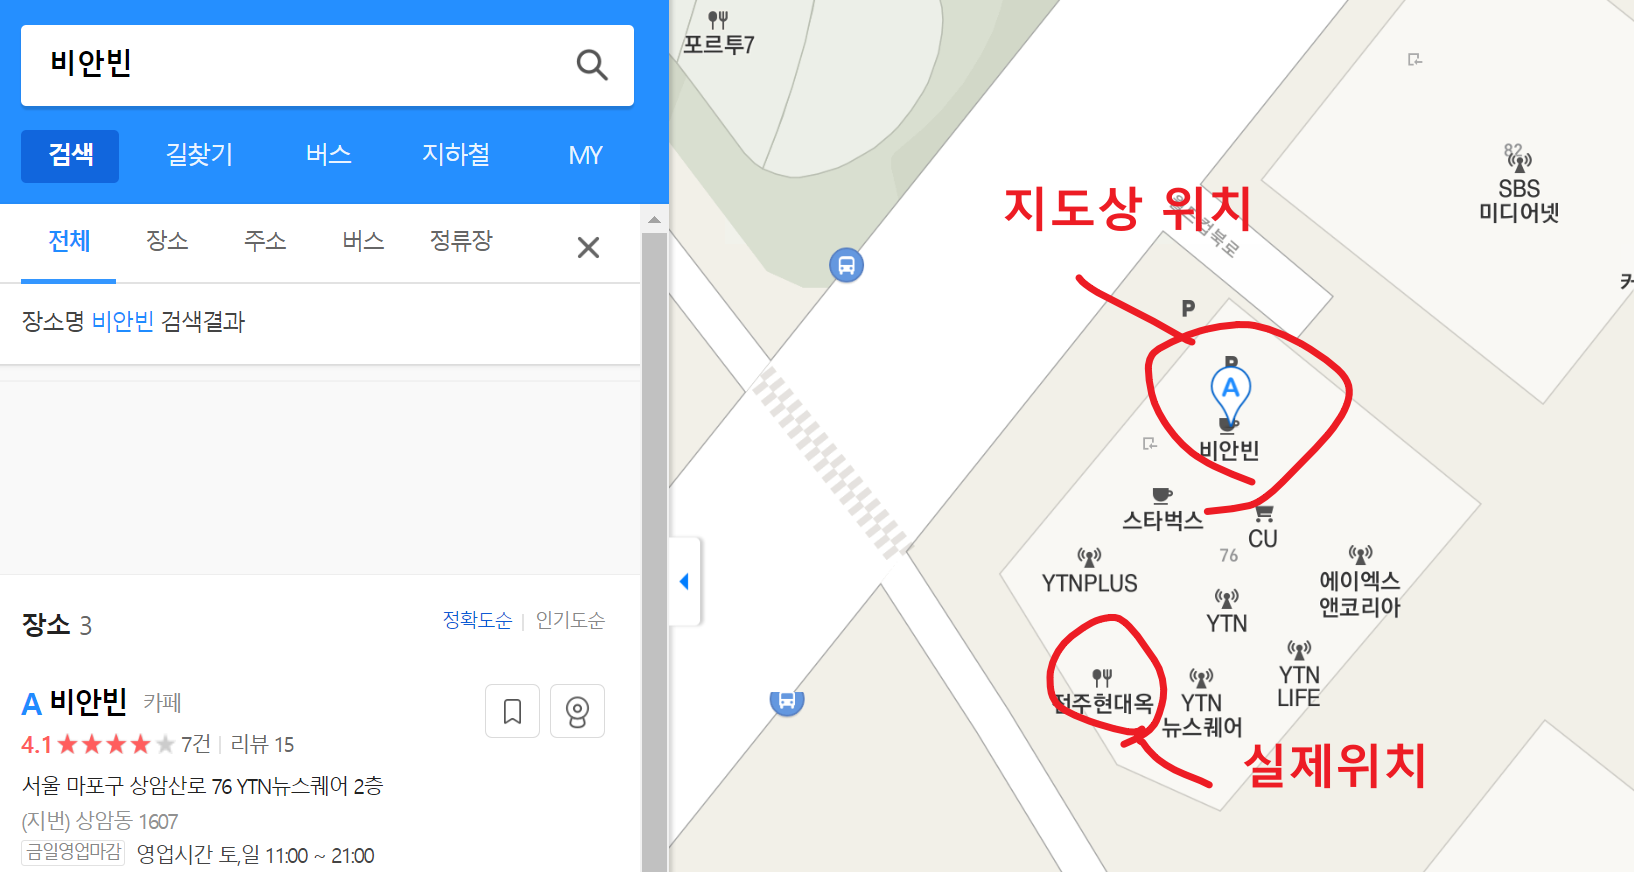 비안빈
검색
길찾기
버스
지하철
MY
전체
장소
주소
버스
정류장
장소명 비안빈 검색결과
장소 3
정확도순
인기도순
A 비안빈 카페
4.1
7건
리뷰 15
서울 마포구 상암산로 76 YTN뉴스퀘어 2층
(지번) 상암동 1607
금일영업마감
영업시간 토,일 11:00 ~ 21:00
포르투7
지도상 위치
컵북로
82
SBS
미디어넷
커
P
P
A
비안빈
스타벅스
CU
76
YTNPLUS
에이엑스
앤코리아
YTN
YTN
LIFE
전주현대옥
YTN
뉴스퀘어
실제위치